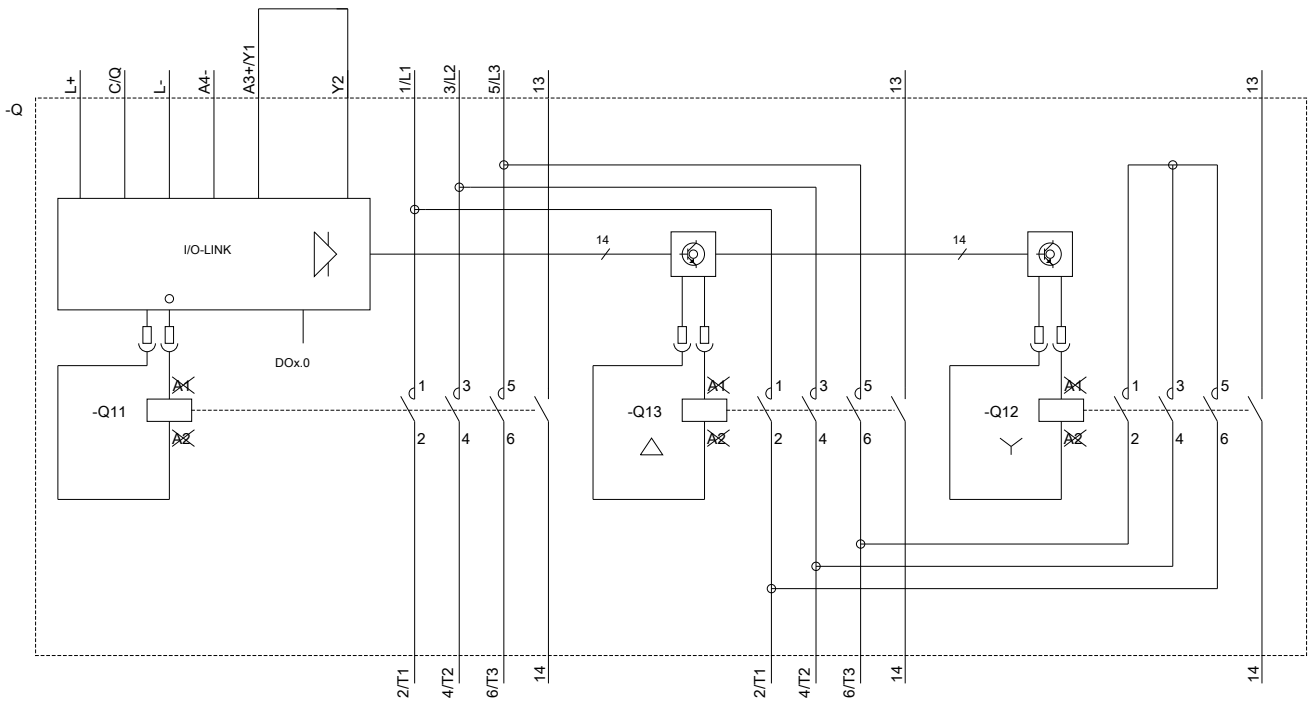 L+
C/Q
L-
A4-
A3+/Y1
Y2
1/L1
3/L2
5/L3
13
13
13
-Q
I/O-LINK
14
14
DOx.0
-Q11
A1
A2
1
3
5
2
4
6
-Q13
A1
A2
1
3
5
2
4
6
-Q12
A1
A2
1
3
5
2
4
6
2/T1
4/T2
6/T3
14
2/T1
4/T2
6/T3
14
14